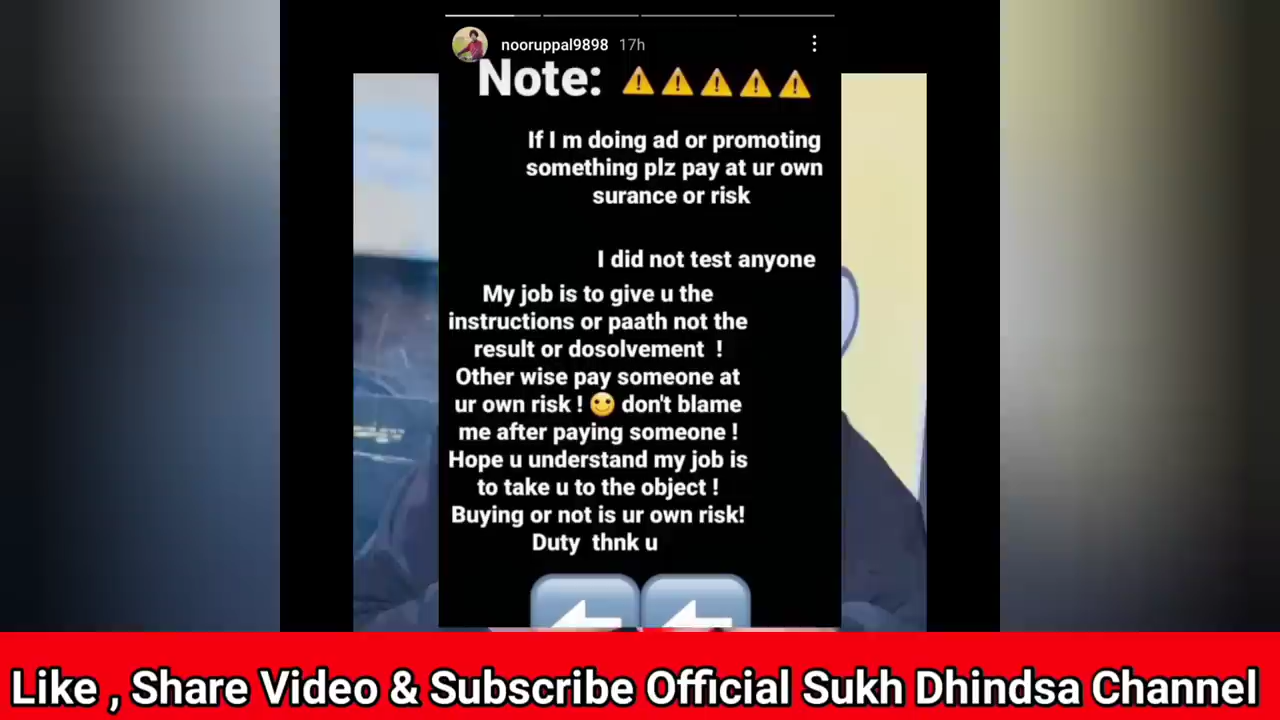 nooruppal9898 17h
Note: ⚠️⚠️⚠️⚠️⚠️
If I m doing ad or promoting
something plz pay at ur own
surance or risk
I did not test anyone
My job is to give u the
instructions or paath not the
result or dosolvement !
Other wise pay someone at
ur own risk ! 🙂 don't blame
me after paying someone !
Hope u understand my job is
to take u to the object !
Buying or not is ur own risk!
Duty thnk u
Like , Share Video & Subscribe Official Sukh Dhindsa Channel